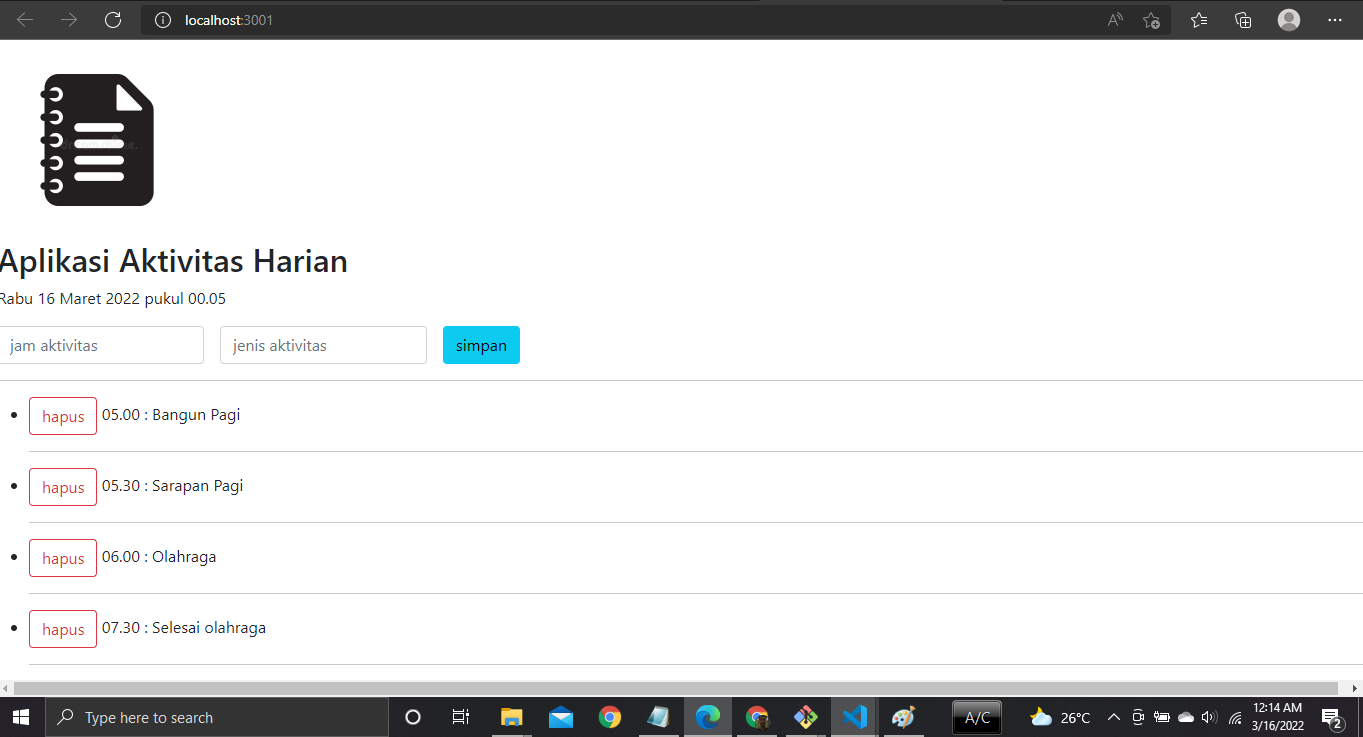 localhost:3001
Aplikasi Aktivitas Harian
Rabu 16 Maret 2022 pukul 00.05
jam aktivitas jenis aktivitas simpan
hapus 05.00 : Bangun Pagi
hapus 05.30 : Sarapan Pagi
hapus 06.00 : Olahraga
hapus 07.30 : Selesai olahraga
Type here to search A/C 26°C 12:14 AM
3/16/2022 2